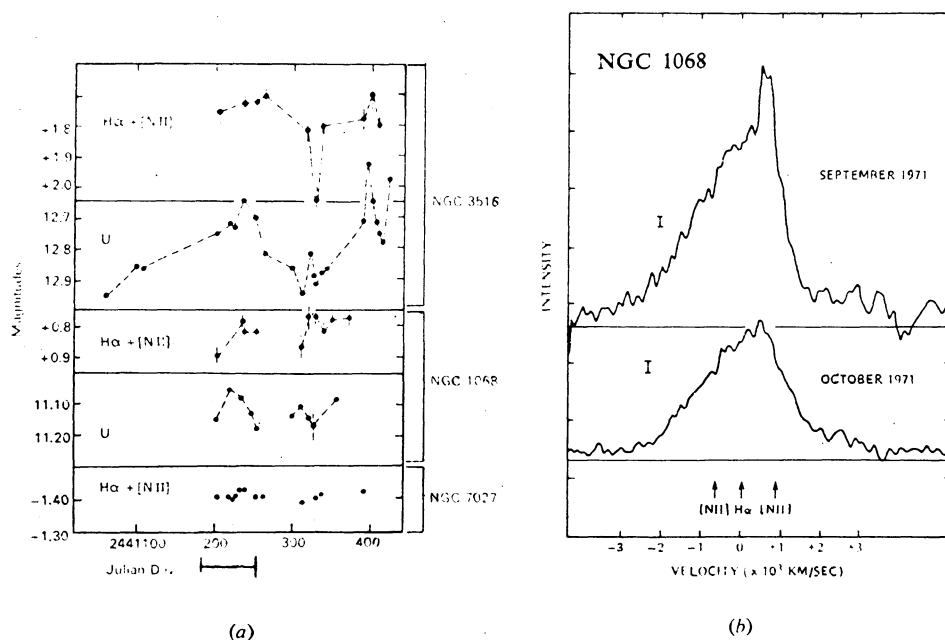 Hα + [NII]
+1.8
+1.9
+2.0
NGC 3516
U
12.7
12.8
12.9
Magnitudes
Hα + [NII]
+0.8
+0.9
NGC 1068
U
11.10
11.20
Hα + [NII]
-1.40
-1.30
NGC 7027
2441100 200 300 400
Julian
(a)
NGC 1068
SEPTEMBER 1971
I
INTENSITY
I
OCTOBER 1971
[NII] Hα [NII]
-3 -2 -1 0 +1 +2 +3
VELOCITY (x 10³ KM/SEC)
(b)